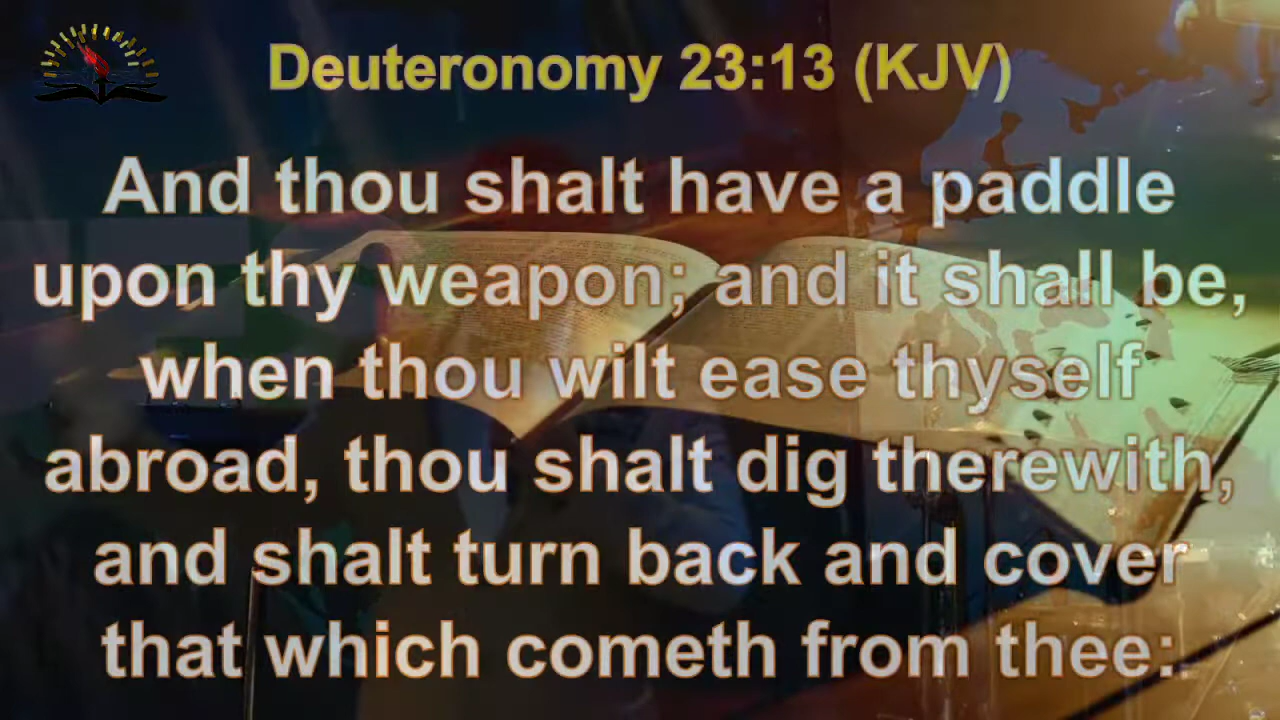 Deuteronomy 23:13 (KJV)
And thou shalt have a paddle
upon thy weapon; and it shall be,
when thou wilt ease thyself
abroad, thou shalt dig therewith,
and shalt turn back and cover
that which cometh from thee: